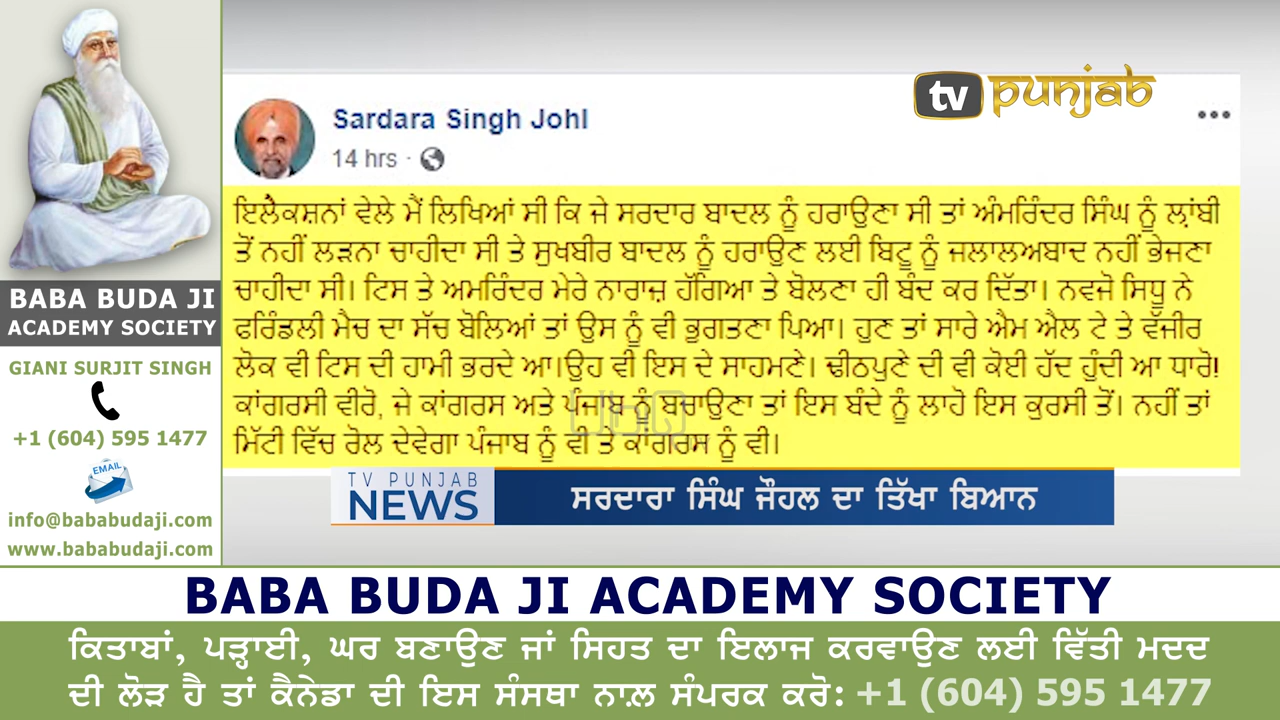 tv punjab
Sardara Singh Johl
14 hrs ·
ਇਲੈਕਸ਼ਨਾਂ ਵੇਲੇ ਮੈਂ ਲਿਖਿਆਂ ਸੀ ਕਿ ਜੇ ਸਰਦਾਰ ਬਾਦਲ ਨੂੰ ਹਰਾਉਣਾ ਸੀ ਤਾਂ ਅੰਮਰਿੰਦਰ ਸਿੰਘ ਨੂੰ ਲਾਂਬੀ
ਤੋਂ ਨਹੀਂ ਲੜਨਾ ਚਾਹੀਦਾ ਸੀ ਤੇ ਸੁਖਬੀਰ ਬਾਦਲ ਨੂੰ ਹਰਾਉਣ ਲਈ ਬਿਟੂ ਨੂੰ ਜਲਾਲਅਬਾਦ ਨਹੀਂ ਭੇਜਣਾ
ਚਾਹੀਦਾ ਸੀ। ਇਸ ਤੇ ਅਮਰਿੰਦਰ ਮੇਰੇ ਨਾਰਾਜ਼ ਹੱਗਿਆ ਤੇ ਬੋਲਣਾ ਹੀ ਬੰਦ ਕਰ ਦਿੱਤਾ। ਨਵਜੋ ਸਿਧੂ ਨੇ
ਫਰਿੰਡਲੀ ਮੈਚ ਦਾ ਸੱਚ ਬੋਲਿਆਂ ਤਾਂ ਉਸ ਨੂੰ ਵੀ ਭੁਗਤਣਾ ਪਿਆ। ਹੁਣ ਤਾਂ ਸਾਰੇ ਐਮ ਐਲ ਏ ਤੇ ਵੱਜੀਰ
ਲੋਕ ਵੀ ਇਸ ਦੀ ਹਾਮੀ ਭਰਦੇ ਆ।ਉਹ ਵੀ ਇਸ ਦੇ ਸਾਹਮਣੇ। ਢੀਠਪੁਣੇ ਦੀ ਵੀ ਕੋਈ ਹੱਦ ਹੁੰਦੀ ਆ ਯਾਰੋ!
ਕਾਂਗਰਸੀ ਵੀਰੋ, ਜੇ ਕਾਂਗਰਸ ਅਤੇ ਪੰਜਾਬ ਨੂੰ ਬਚਾਉਣਾ ਤਾਂ ਇਸ ਬੰਦੇ ਨੂੰ ਲਾਹੋ ਇਸ ਕੁਰਸੀ ਤੋਂ। ਨਹੀਂ ਤਾਂ
ਮਿੱਟੀ ਵਿੱਚ ਰੋਲ ਦੇਵੇਗਾ ਪੰਜਾਬ ਨੂੰ ਵੀ ਤੇ ਕਾਂਗਰਸ ਨੂੰ ਵੀ।
TV PUNJAB
NEWS
ਸਰਦਾਰਾ ਸਿੰਘ ਜੌਹਲ ਦਾ ਤਿੱਖਾ ਬਿਆਨ
BABA BUDA JI
ACADEMY SOCIETY
GIANI SURJIT SINGH
+1 (604) 595 1477
EMAIL
info@bababudaji.com
www.bababudaji.com
BABA BUDA JI ACADEMY SOCIETY
ਕਿਤਾਬਾਂ, ਪੜ੍ਹਾਈ, ਘਰ ਬਣਾਉਣ ਜਾਂ ਸਿਹਤ ਦਾ ਇਲਾਜ ਕਰਵਾਉਣ ਲਈ ਵਿੱਤੀ ਮਦਦ
ਦੀ ਲੋੜ ਹੈ ਤਾਂ ਕੈਨੇਡਾ ਦੀ ਇਸ ਸੰਸਥਾ ਨਾਲ ਸੰਪਰਕ ਕਰੋ: +1 (604) 595 1477